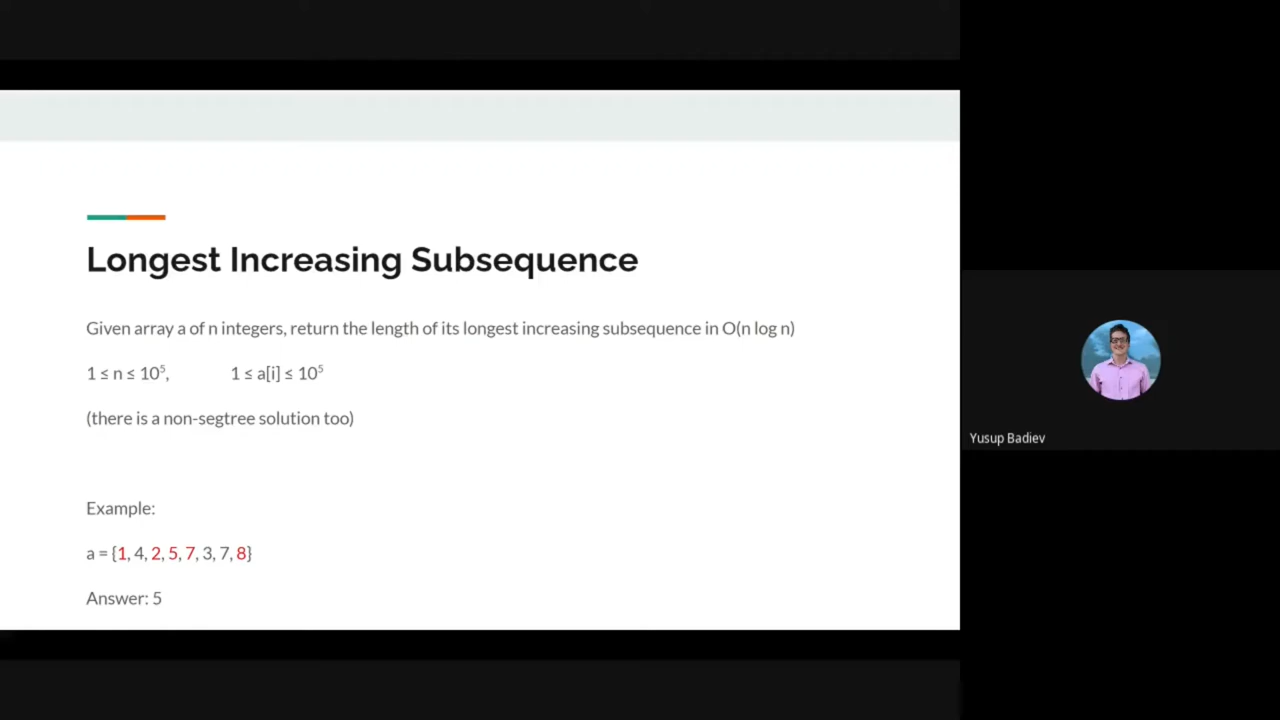 Longest Increasing Subsequence
Given array a of n integers, return the length of its longest increasing subsequence in O(n log n)
1 ≤ n ≤ 10⁵, 1 ≤ a[i] ≤ 10⁵
(there is a non-segtree solution too)
Example:
a = {1, 4, 2, 5, 7, 3, 7, 8}
Answer: 5
Yusup Badiev